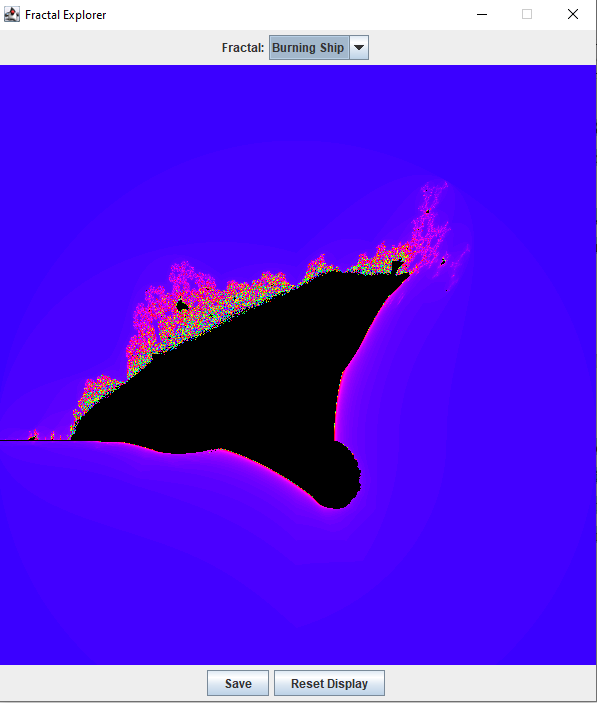 Fractal Explorer
Fractal: Burning Ship
Save Reset Display